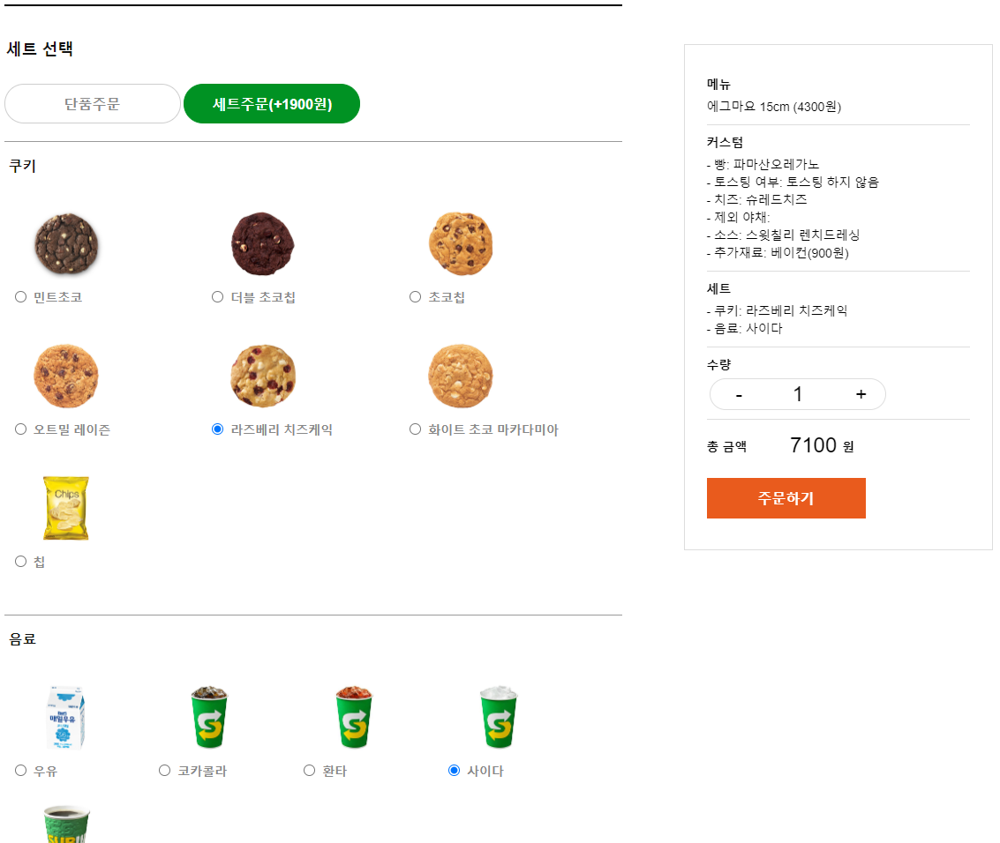 세트 선택
단품주문
세트주문(+1900원)
쿠키
민트초코
더블 초코칩
초코칩
오트밀 레이즌
라즈베리 치즈케익
화이트 초코 마카다미아
Chips
칩
음료
매일우유
우유
코카콜라
환타
사이다
메뉴
에그마요 15cm (4300원)
커스텀
- 빵: 파마산오레가노
- 토스팅 여부: 토스팅 하지 않음
- 치즈: 슈레드치즈
- 제외 야채:
- 소스: 스윗칠리 렌치드레싱
- 추가재료: 베이컨(900원)
세트
- 쿠키: 라즈베리 치즈케익
- 음료: 사이다
수량
- 1 +
총 금액 7100 원
주문하기